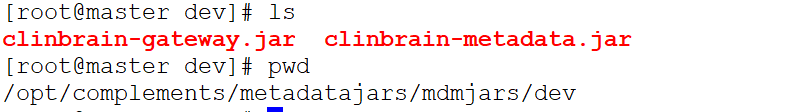 [root@master dev]# ls
clinbrain-gateway.jar  clinbrain-metadata.jar
[root@master dev]# pwd
/opt/complements/metadatajars/mdmjars/dev